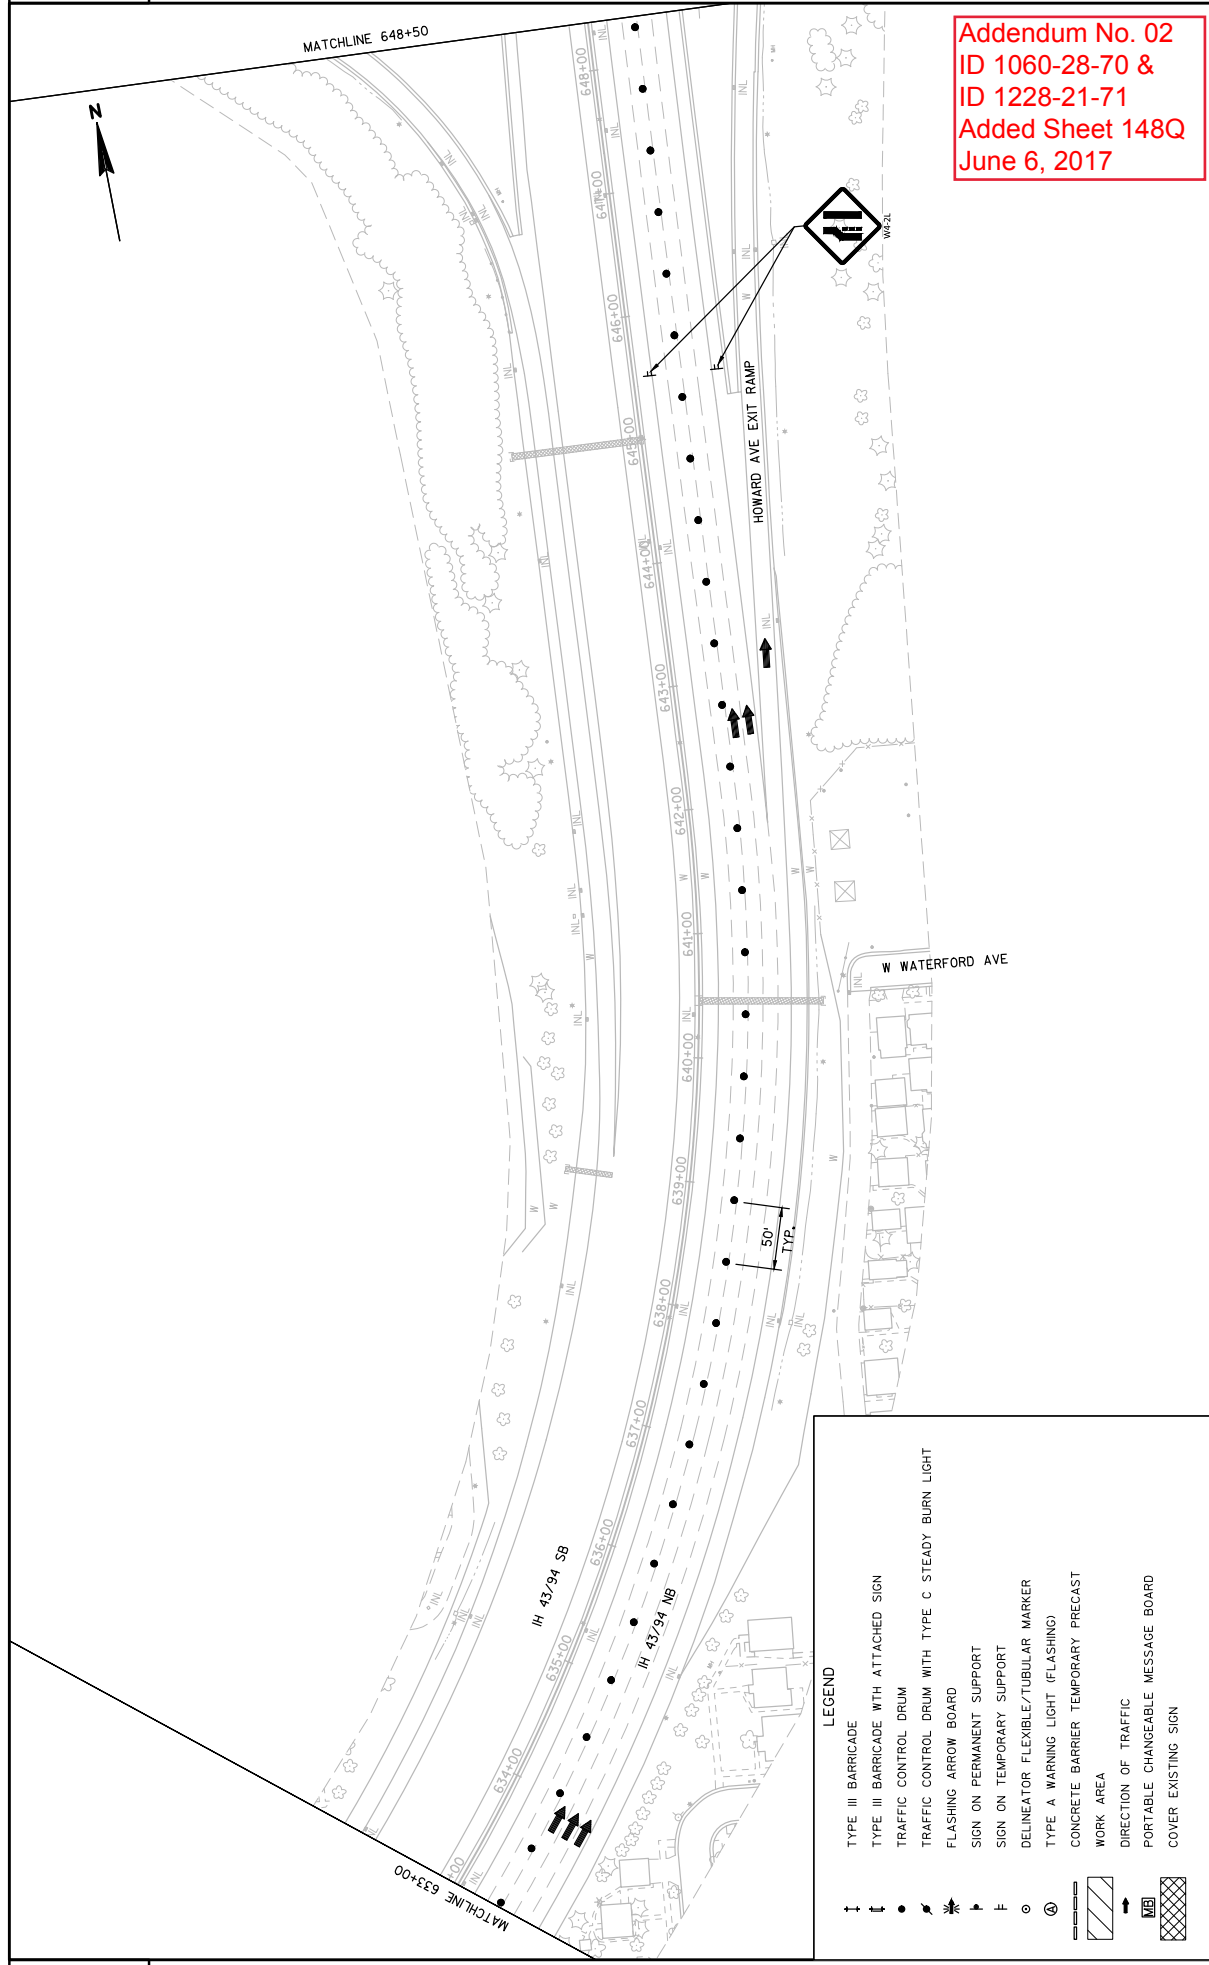 Addendum No. 02
ID 1060-28-70 &
ID 1228-21-71
Added Sheet 148Q
June 6, 2017
MATCHLINE 648+50
N
W4-2L
648+00
646+00
HOWARD AVE EXIT RAMP
644+00
643+00
642+00
641+00
W WATERFORD AVE
640+00
639+00
50'
TYP.
638+00
637+00
636+00
IH 43/94 SB
IH 43/94 NB
635+00
634+00
MATCHLINE 633+00
INL
INL
INL
INL
W
W
MH
LEGEND
TYPE III BARRICADE
TYPE III BARRICADE WTH ATTACHED SIGN
TRAFFIC CONTROL DRUM
TRAFFIC CONTROL DRUM WITH TYPE C STEADY BURN LIGHT
FLASHING ARROW BOARD
SIGN ON PERMANENT SUPPORT
SIGN ON TEMPORARY SUPPORT
DELINEATOR FLEXIBLE/TUBULAR MARKER
A TYPE A WARNING LIGHT (FLASHING)
CONCRETE BARRIER TEMPORARY PRECAST
WORK AREA
DIRECTION OF TRAFFIC
MB PORTABLE CHANGEABLE MESSAGE BOARD
COVER EXISTING SIGN